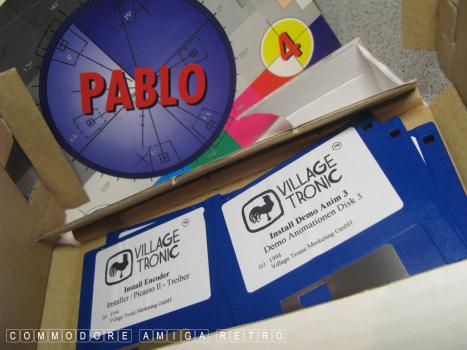 PABLO
4
VILLAGE
TRONIC
Install Encoder
Installer / Picasso II - Treiber
(c) 1994
Village Tronic Marketing GmbH
VILLAGE
TRONIC
Install Demo Anim 3
Demo Animationen Disk 3
(c) 1994
Village Tronic Marketing GmbH
COMMODORE AMIGA RETRO